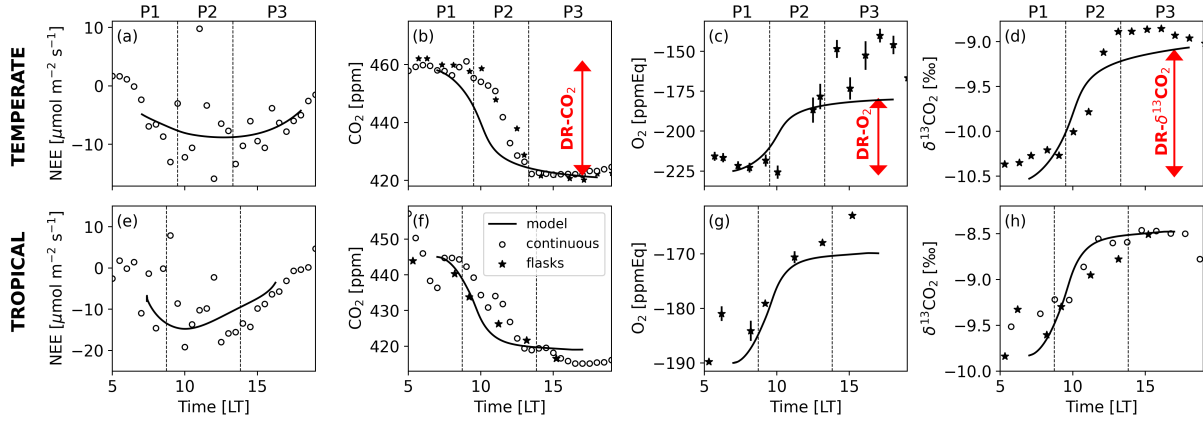 P1 P2 P3
P1 P2 P3
P1 P2 P3
P1 P2 P3
TEMPERATE
(a)
NEE [μmol m⁻² s⁻¹]
10
0
−10
(b)
CO₂ [ppm]
460
440
420
DR-CO₂
(c)
O₂ [ppmEq]
−150
−175
−200
−225
DR-O₂
(d)
δ¹³CO₂ [‰]
−9.0
−9.5
−10.0
−10.5
DR-δ¹³CO₂
TROPICAL
(e)
NEE [μmol m⁻² s⁻¹]
10
0
−10
−20
5 10 15
Time [LT]
(f)
CO₂ [ppm]
450
440
430
420
model
continuous
flasks
5 10 15
Time [LT]
(g)
O₂ [ppmEq]
−170
−180
−190
5 10 15
Time [LT]
(h)
δ¹³CO₂ [‰]
−8.5
−9.0
−9.5
−10.0
5 10 15
Time [LT]